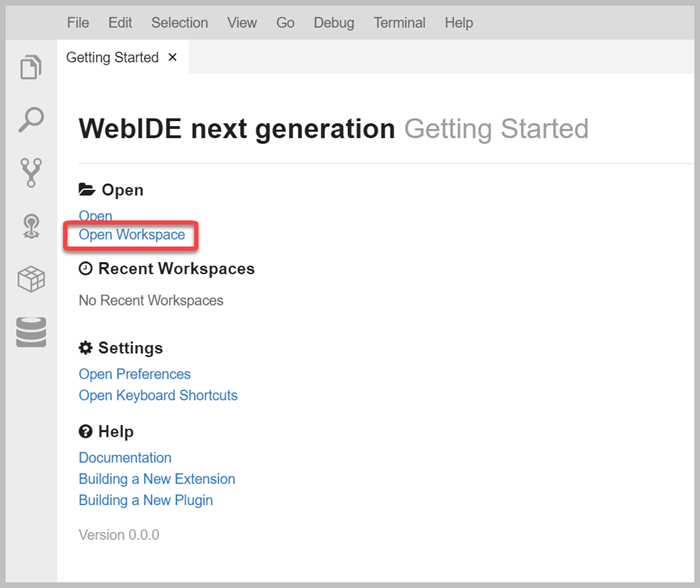 File Edit Selection View Go Debug Terminal Help
Getting Started ×
WebIDE next generation Getting Started
Open
Open
Open Workspace
Recent Workspaces
No Recent Workspaces
Settings
Open Preferences
Open Keyboard Shortcuts
Help
Documentation
Building a New Extension
Building a New Plugin
Version 0.0.0